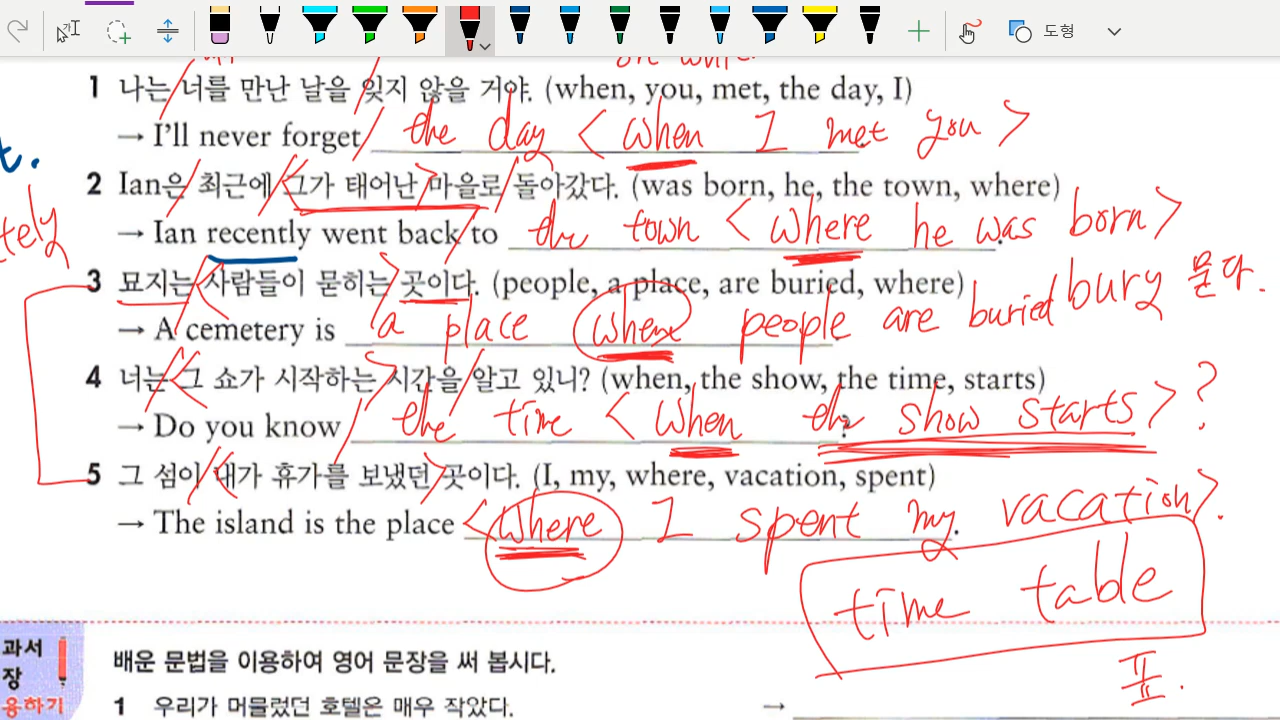 도형
on which
1 나는 너를 만난 날을 잊지 않을 거야. (when, you, met, the day, I)
→ I'll never forget the day < when I met you >
t.
2 Ian은 최근에 그가 태어난 마을로 돌아갔다. (was born, he, the town, where)
tely
→ Ian recently went back to the town < where he was born >.
3 묘지는 사람들이 묻히는 곳이다. (people, a place, are buried, where)
bury 묻다.
→ A cemetery is a place where people are buried
4 너는 그 쇼가 시작하는 시간을 알고 있니? (when, the show, the time, starts)
→ Do you know the time < when the show starts > ?
5 그 섬이 내가 휴가를 보냈던 곳이다. (I, my, where, vacation, spent)
→ The island is the place < where I spent my vacation >.
time table
표.
과서
장
용하기
배운 문법을 이용하여 영어 문장을 써 봅시다.
1 우리가 머물렀던 호텔은 매우 작았다. →